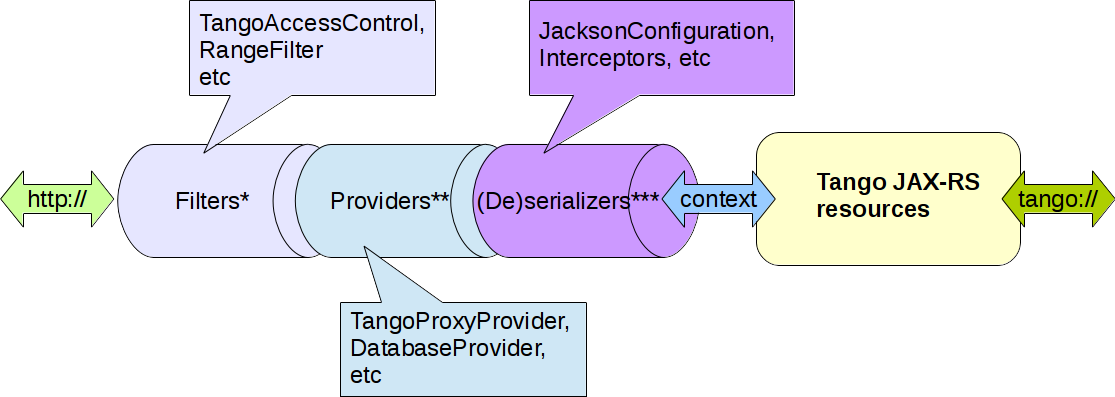 TangoAccessControl,
RangeFilter
etc
JacksonConfiguration,
Interceptors, etc
http://
Filters*
Providers**
(De)serializers***
context
Tango JAX-RS
resources
tango://
TangoProxyProvider,
DatabaseProvider,
etc